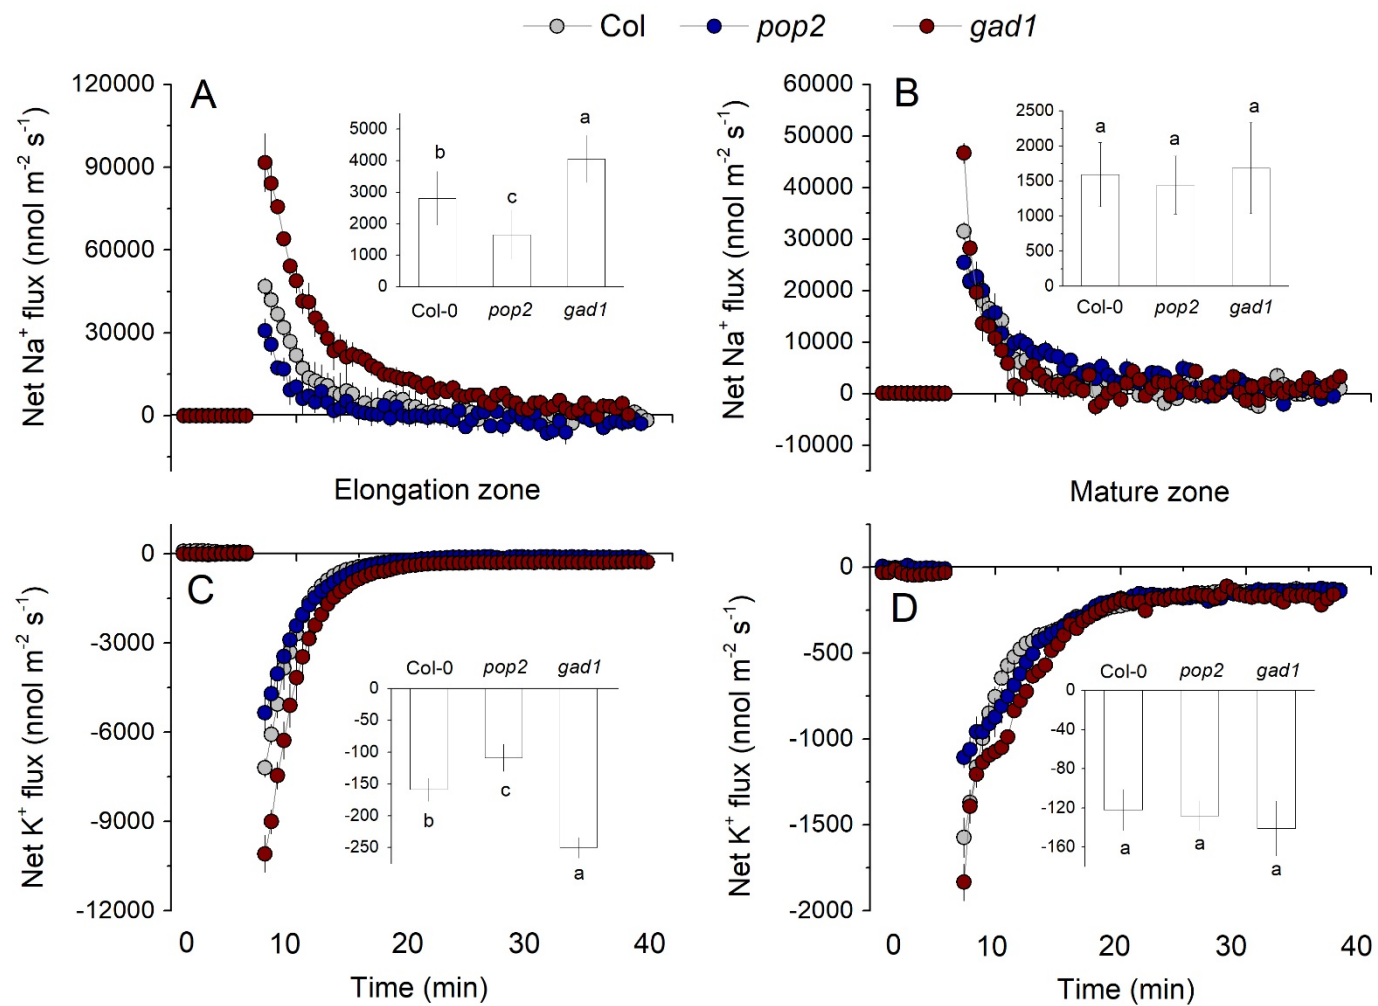 Col pop2 gad1
A
Net Na⁺ flux (nnol m⁻² s⁻¹)
120000
90000
60000
30000
0
5000
4000
3000
2000
1000
0
b
c
a
Col-0 pop2 gad1
Elongation zone
B
Net Na⁺ flux (nnol m⁻² s⁻¹)
60000
50000
40000
30000
20000
10000
0
-10000
2500
2000
1500
1000
500
0
a
a
a
Col-0 pop2 gad1
Mature zone
C
Net K⁺ flux (nnol m⁻² s⁻¹)
0
-3000
-6000
-9000
-12000
Col-0 pop2 gad1
0
-50
-100
-150
-200
-250
b
c
a
0 10 20 30 40
Time (min)
D
Net K⁺ flux (nnol m⁻² s⁻¹)
0
-500
-1000
-1500
-2000
Col-0 pop2 gad1
0
-40
-80
-120
-160
a
a
a
0 10 20 30 40
Time (min)